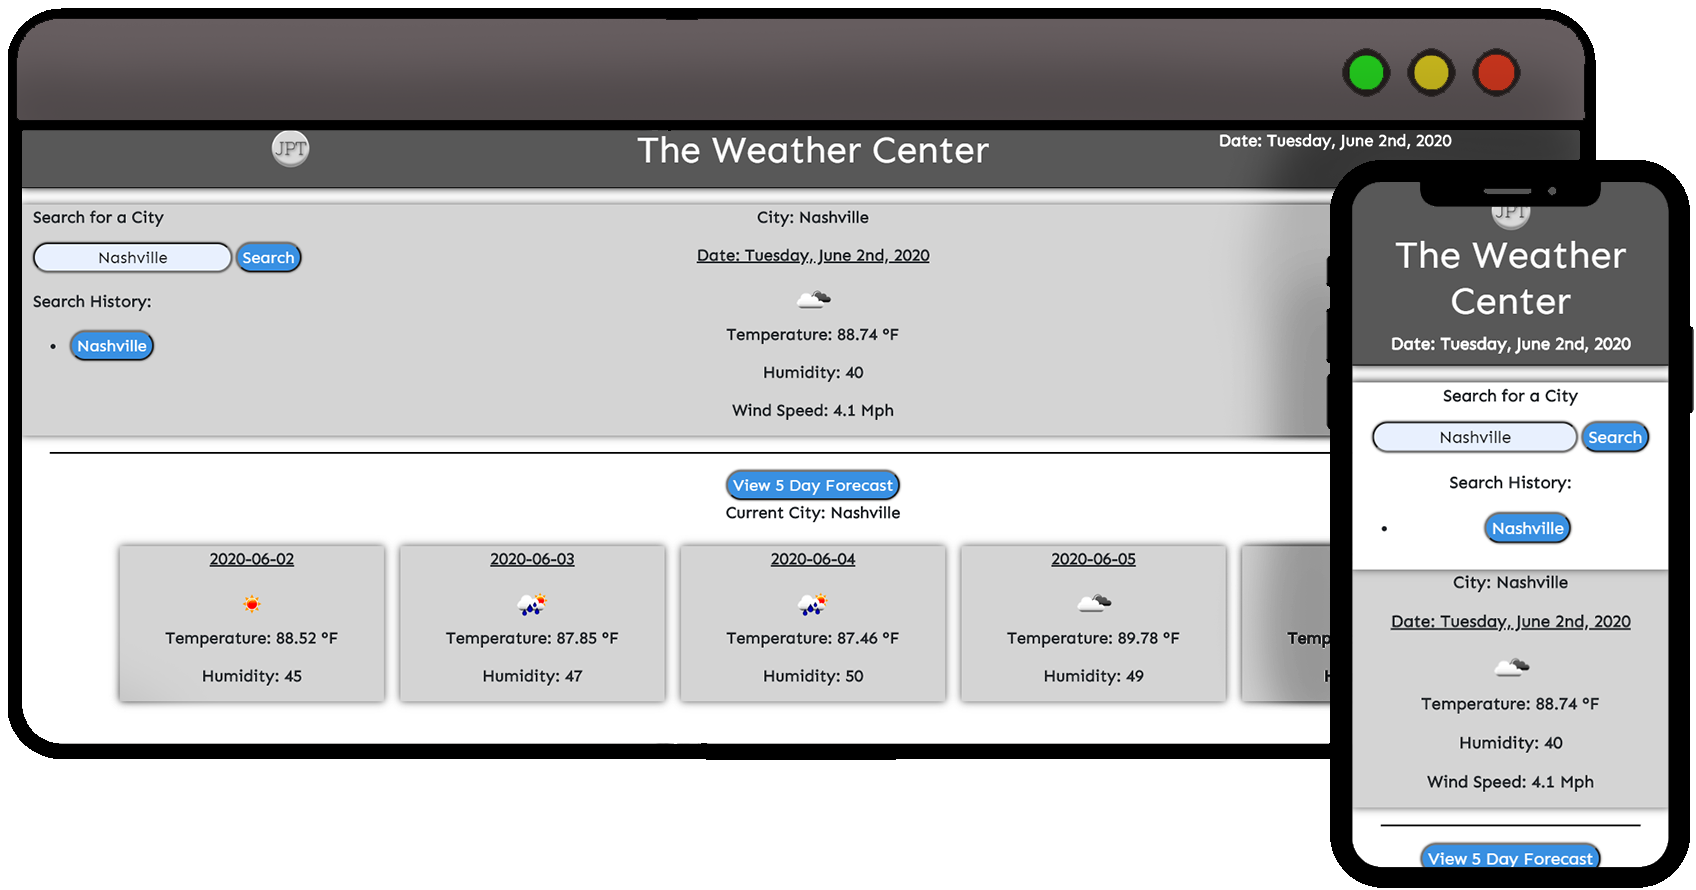 JPT
The Weather Center
Date: Tuesday, June 2nd, 2020
Search for a City
Nashville
Search
Search History:
Nashville
City: Nashville
Date: Tuesday, June 2nd, 2020
Temperature: 88.74 °F
Humidity: 40
Wind Speed: 4.1 Mph
View 5 Day Forecast
Current City: Nashville
2020-06-02
Temperature: 88.52 °F
Humidity: 45
2020-06-03
Temperature: 87.85 °F
Humidity: 47
2020-06-04
Temperature: 87.46 °F
Humidity: 50
2020-06-05
Temperature: 89.78 °F
Humidity: 49
JPT
The Weather
Center
Date: Tuesday, June 2nd, 2020
Search for a City
Nashville
Search
Search History:
Nashville
City: Nashville
Date: Tuesday, June 2nd, 2020
Temperature: 88.74 °F
Humidity: 40
Wind Speed: 4.1 Mph
View 5 Day Forecast